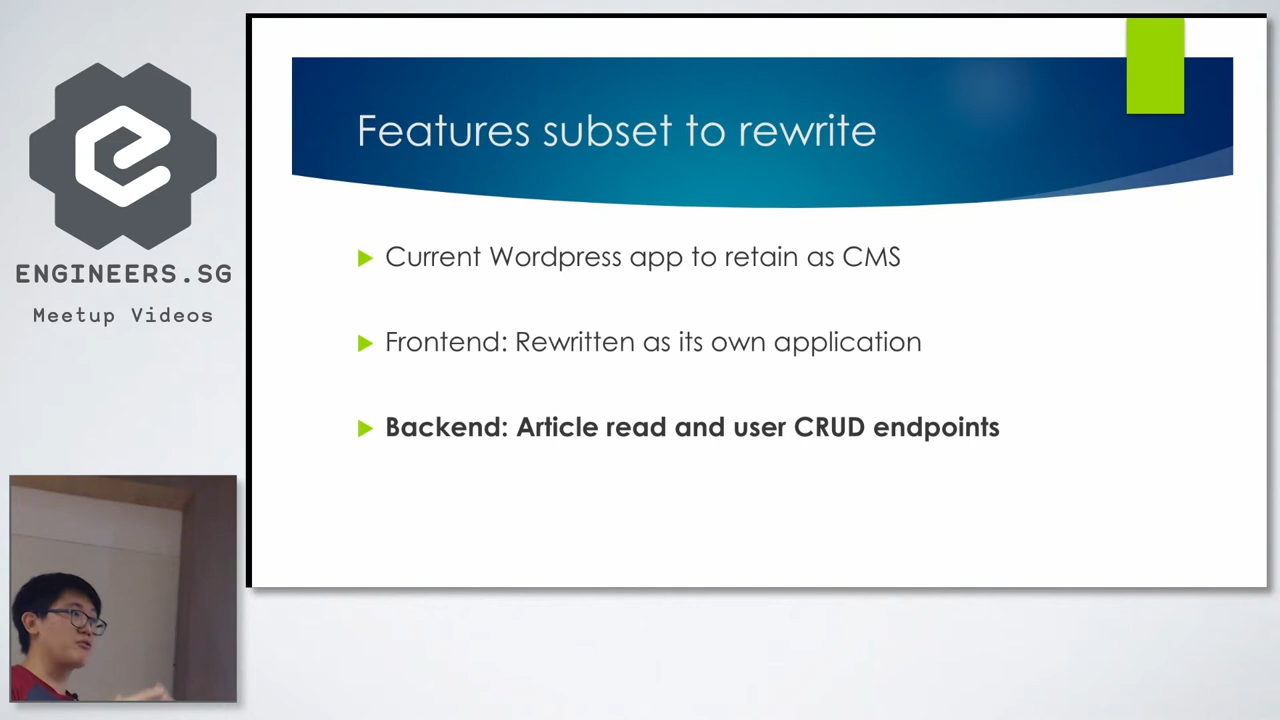 ENGINEERS.SG
Meetup Videos
Features subset to rewrite
Current Wordpress app to retain as CMS
Frontend: Rewritten as its own application
Backend: Article read and user CRUD endpoints